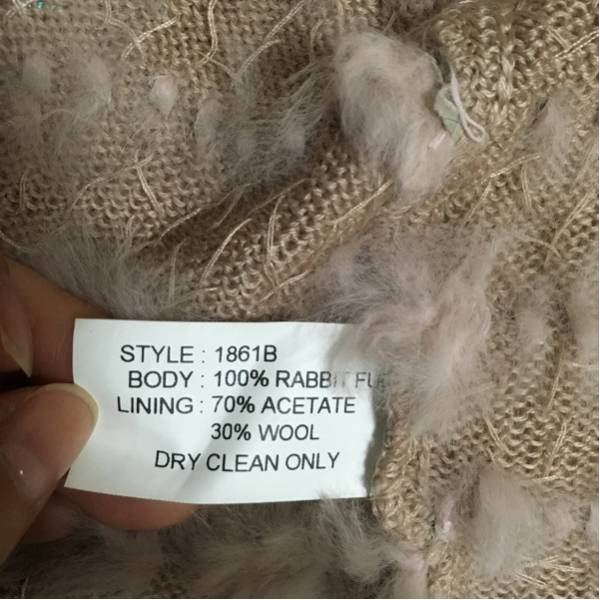 STYLE : 1861B
BODY : 100% RABBIT FU
LINING : 70% ACETATE
30% WOOL
DRY CLEAN ONLY